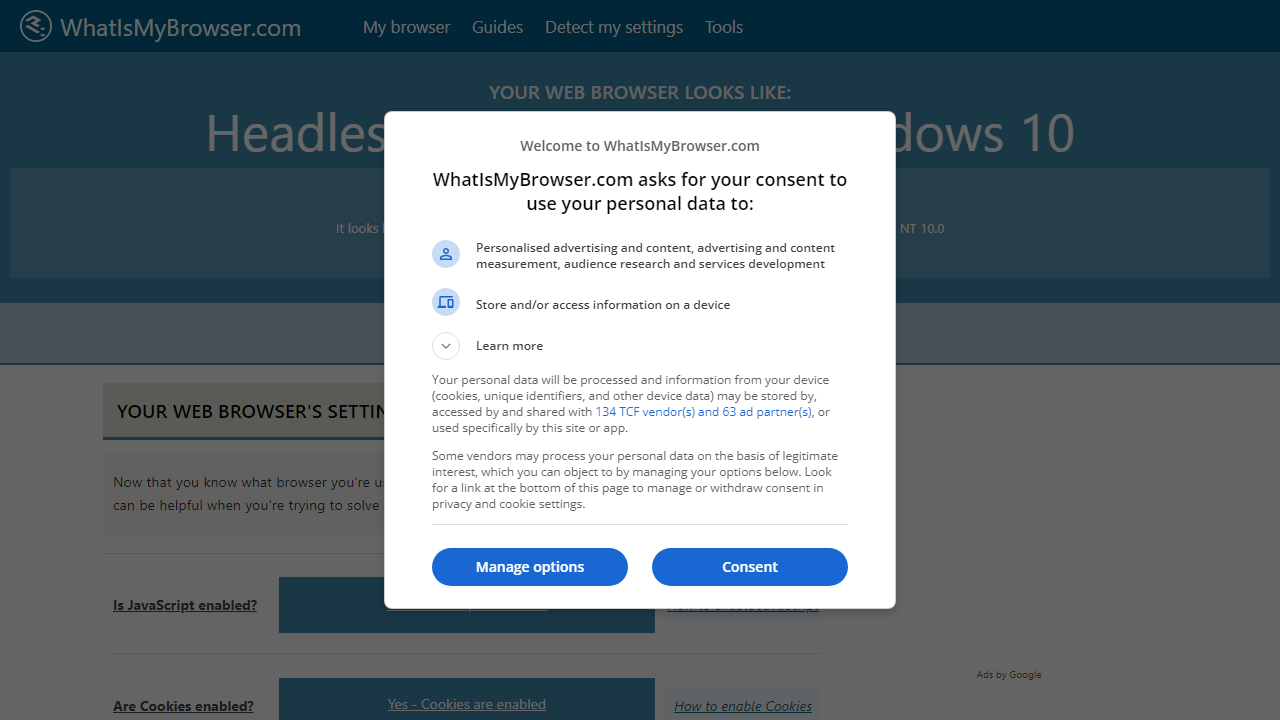 WhatIsMyBrowser.com My browser Guides Detect my settings Tools
YOUR WEB BROWSER LOOKS LIKE:
Headles dows 10
Welcome to WhatIsMyBrowser.com
WhatIsMyBrowser.com asks for your consent to
use your personal data to:
It looks NT 10.0
Personalised advertising and content, advertising and content
measurement, audience research and services development
Store and/or access information on a device
Learn more
Your personal data will be processed and information from your device
(cookies, unique identifiers, and other device data) may be stored by,
accessed by and shared with 134 TCF vendor(s) and 63 ad partner(s), or
used specifically by this site or app.
Some vendors may process your personal data on the basis of legitimate
interest, which you can object to by managing your options below. Look
for a link at the bottom of this page to manage or withdraw consent in
privacy and cookie settings.
Manage options Consent
YOUR WEB BROWSER'S SETTIN
Now that you know what browser you're u
can be helpful when you're trying to solve
Is JavaScript enabled?
Ads by Google
Are Cookies enabled? Yes - Cookies are enabled How to enable Cookies